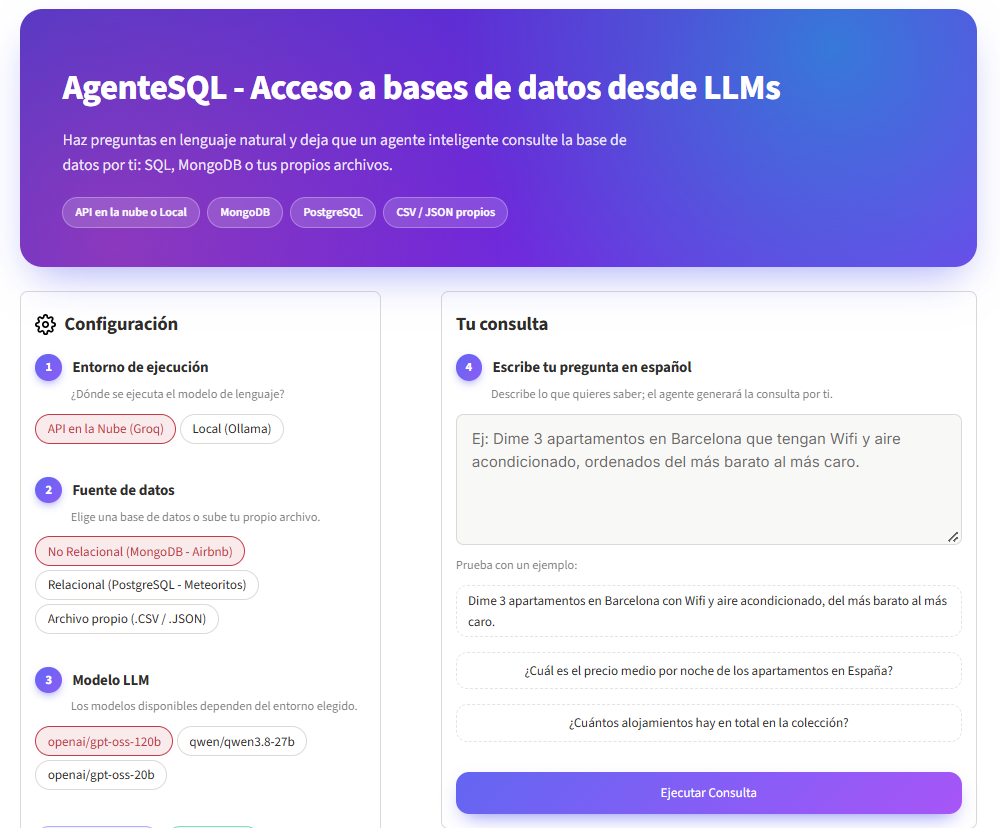 AgenteSQL - Acceso a bases de datos desde LLMs
Haz preguntas en lenguaje natural y deja que un agente inteligente consulte la base de
datos por ti: SQL, MongoDB o tus propios archivos.
API en la nube o Local
MongoDB
PostgreSQL
CSV / JSON propios
Configuración
1
Entorno de ejecución
¿Dónde se ejecuta el modelo de lenguaje?
API en la Nube (Groq)
Local (Ollama)
2
Fuente de datos
Elige una base de datos o sube tu propio archivo.
No Relacional (MongoDB - Airbnb)
Relacional (PostgreSQL - Meteoritos)
Archivo propio (.CSV / .JSON)
3
Modelo LLM
Los modelos disponibles dependen del entorno elegido.
openai/gpt-oss-120b
qwen/qwen3.8-27b
openai/gpt-oss-20b
Tu consulta
4
Escribe tu pregunta en español
Describe lo que quieres saber; el agente generará la consulta por ti.
Ej: Dime 3 apartamentos en Barcelona que tengan Wifi y aire
acondicionado, ordenados del más barato al más caro.
Prueba con un ejemplo:
Dime 3 apartamentos en Barcelona con Wifi y aire acondicionado, del más barato al más
caro.
¿Cuál es el precio medio por noche de los apartamentos en España?
¿Cuántos alojamientos hay en total en la colección?
Ejecutar Consulta